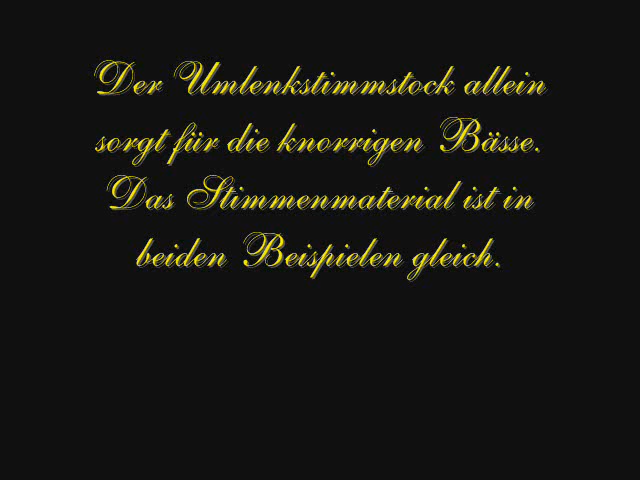 Der Umlenkstimmstock allein
sorgt für die knorrigen Bässe.
Das Stimmenmaterial ist in
beiden Beispielen gleich.